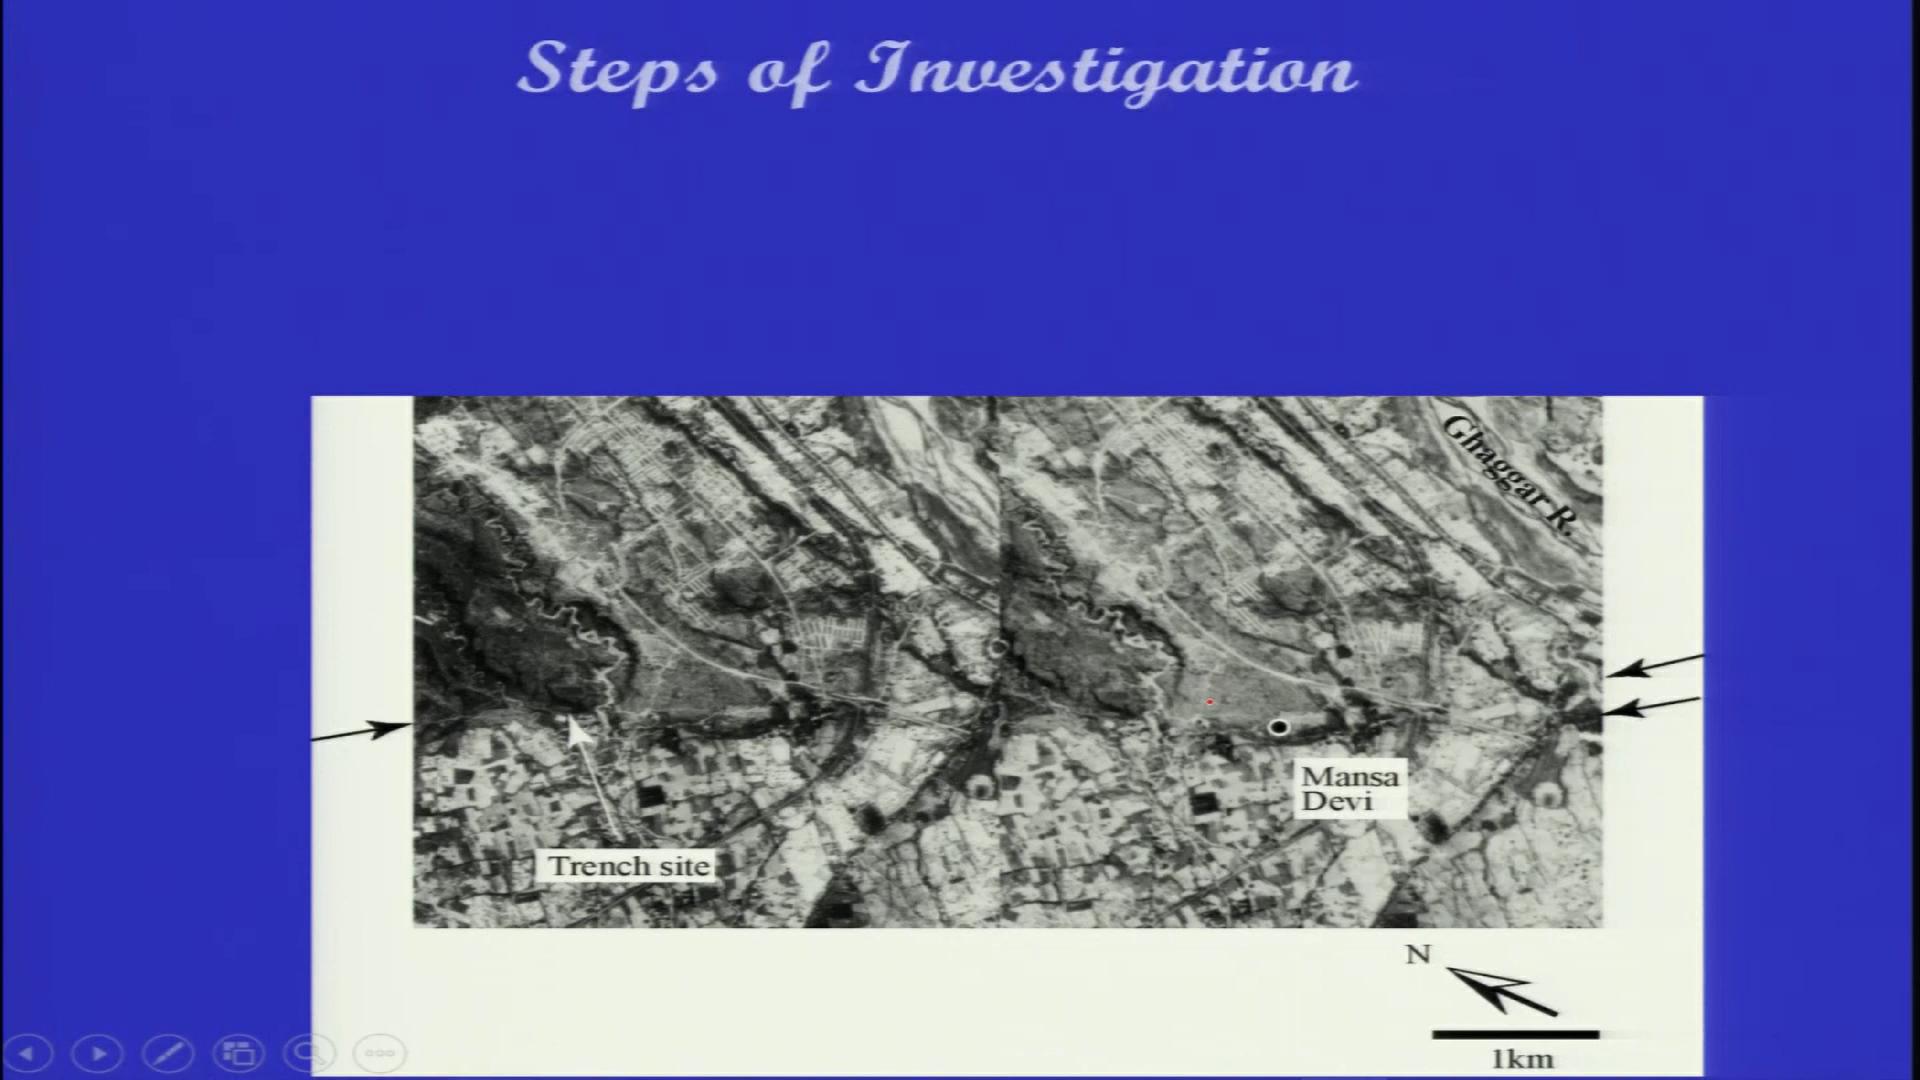 Steps of Investigation
Ghaggar R.
Mansa
Devi
Trench site
N
1km